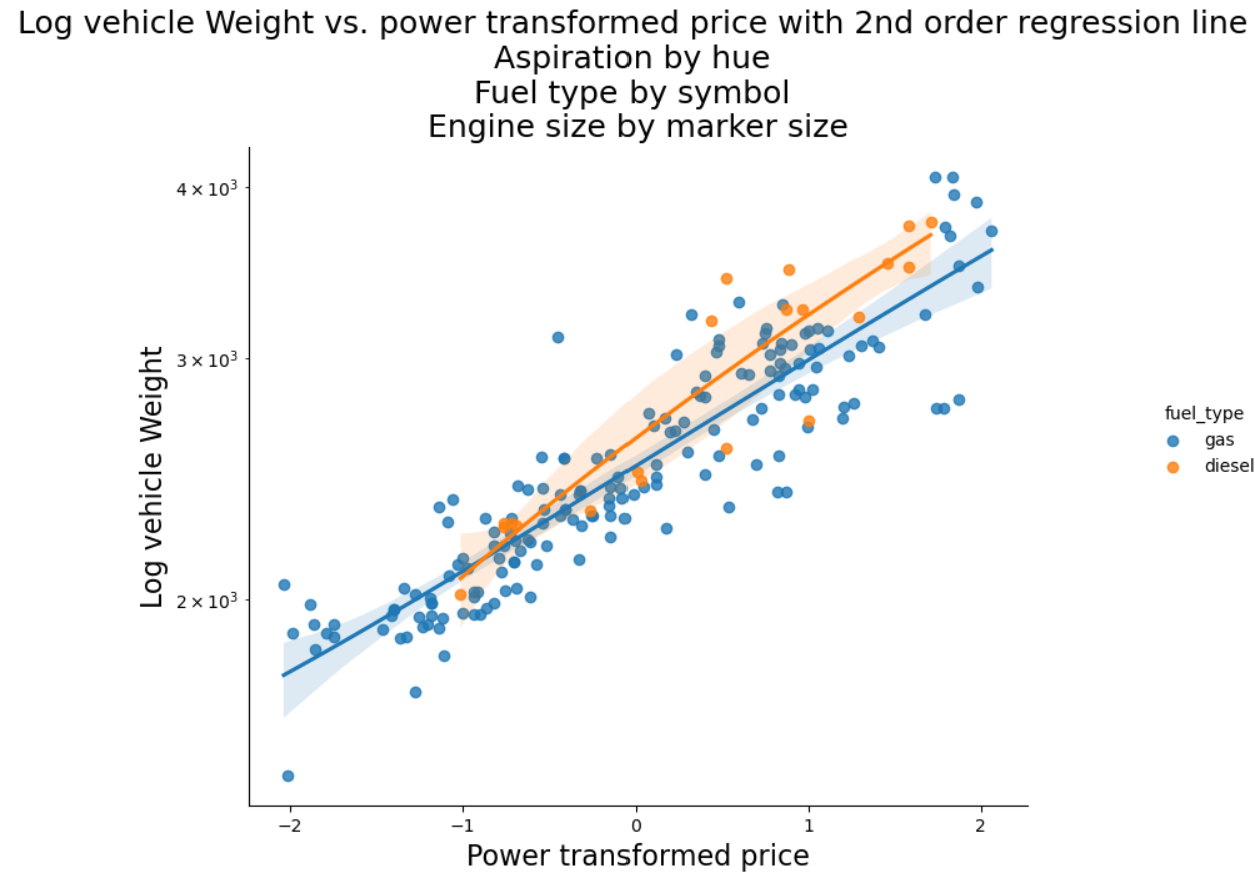 Log vehicle Weight vs. power transformed price with 2nd order regression line
Aspiration by hue
Fuel type by symbol
Engine size by marker size
4 × 10³
3 × 10³
2 × 10³
Log vehicle Weight
−2
−1
0
1
2
Power transformed price
fuel_type
gas
diesel